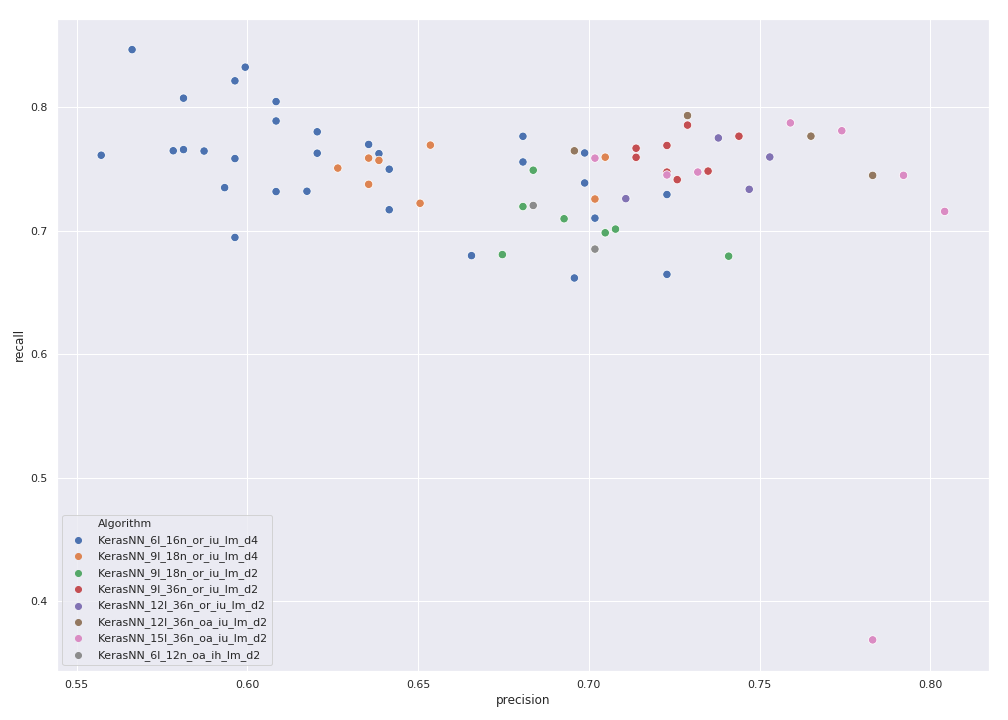 0.8
0.7
0.6
0.5
0.4
recall
Algorithm
KerasNN_6l_16n_or_iu_lm_d4
KerasNN_9l_18n_or_iu_lm_d4
KerasNN_9l_18n_or_iu_lm_d2
KerasNN_9l_36n_or_iu_lm_d2
KerasNN_12l_36n_or_iu_lm_d2
KerasNN_12l_36n_oa_iu_lm_d2
KerasNN_15l_36n_oa_iu_lm_d2
KerasNN_6l_12n_oa_ih_lm_d2
0.55 0.60 0.65 0.70 0.75 0.80
precision